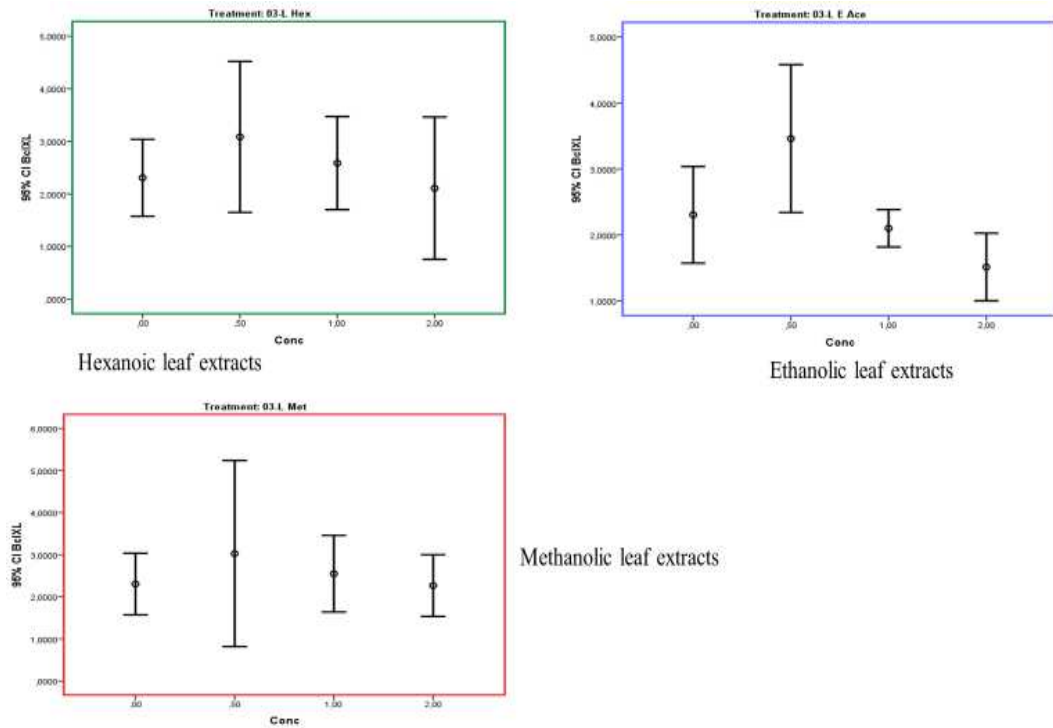 Treatment: 03-L Hex
5,0000
4,0000
3,0000
2,0000
1,0000
,0000
95% CI BclXL
,00
,50
1,00
2,00
Conc
Hexanoic leaf extracts
Treatment: 03-L E Ace
5,0000
4,0000
3,0000
2,0000
1,0000
95% CI BclXL
,00
,50
1,00
2,00
Conc
Ethanolic leaf extracts
Treatment: 03-L Met
6,0000
5,0000
4,0000
3,0000
2,0000
1,0000
,0000
95% CI BclXL
,00
,50
1,00
2,00
Conc
Methanolic leaf extracts